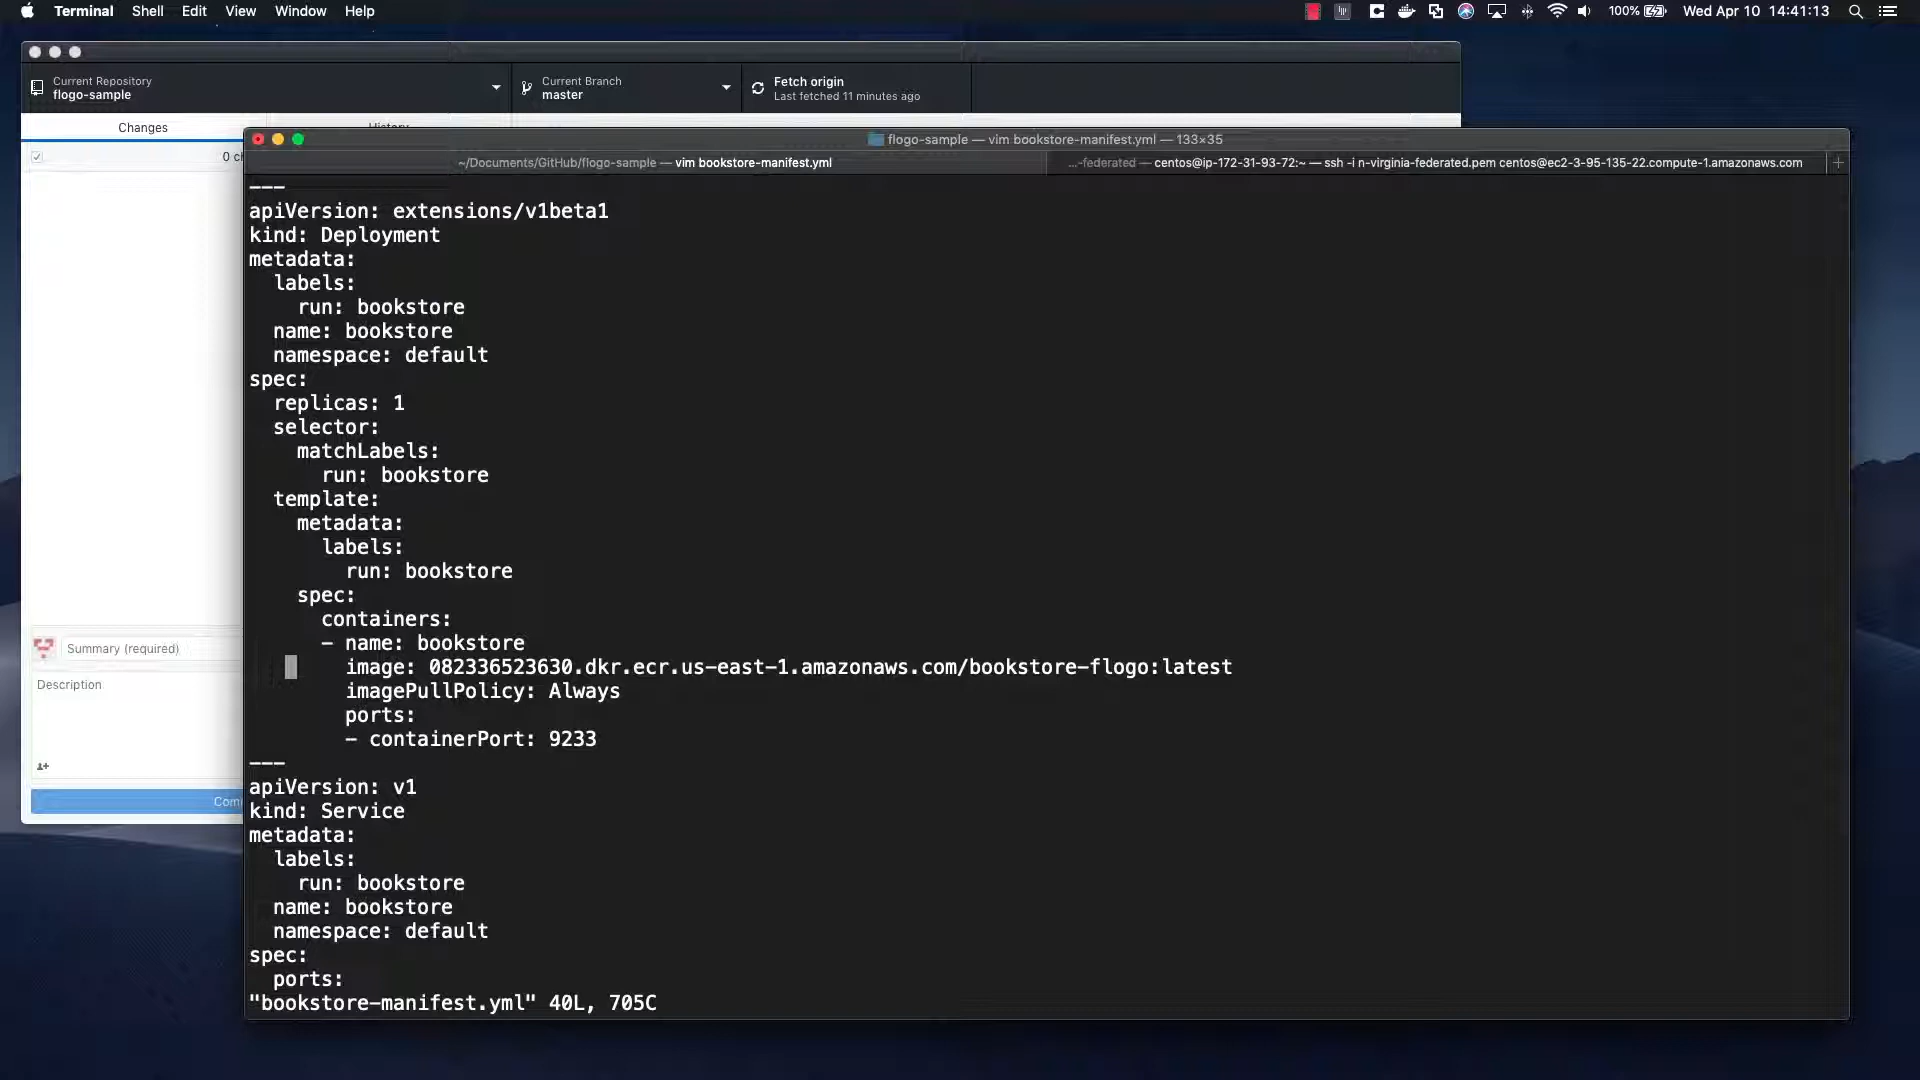 Terminal Shell Edit View Window Help
100% Wed Apr 10 14:41:13
Current Repository
flogo-sample
Current Branch
master
Fetch origin
Last fetched 11 minutes ago
Changes
History
0 ch
Summary (required)
Description
Com
flogo-sample — vim bookstore-manifest.yml — 133×35
~/Documents/GitHub/flogo-sample — vim bookstore-manifest.yml
...-federated — centos@ip-172-31-93-72:~ — ssh -i n-virginia-federated.pem centos@ec2-3-95-135-22.compute-1.amazonaws.com
---
apiVersion: extensions/v1beta1
kind: Deployment
metadata:
  labels:
    run: bookstore
  name: bookstore
  namespace: default
spec:
  replicas: 1
  selector:
    matchLabels:
      run: bookstore
  template:
    metadata:
      labels:
        run: bookstore
    spec:
      containers:
      - name: bookstore
        image: 082336523630.dkr.ecr.us-east-1.amazonaws.com/bookstore-flogo:latest
        imagePullPolicy: Always
        ports:
        - containerPort: 9233
---
apiVersion: v1
kind: Service
metadata:
  labels:
    run: bookstore
  name: bookstore
  namespace: default
spec:
  ports:
"bookstore-manifest.yml" 40L, 705C